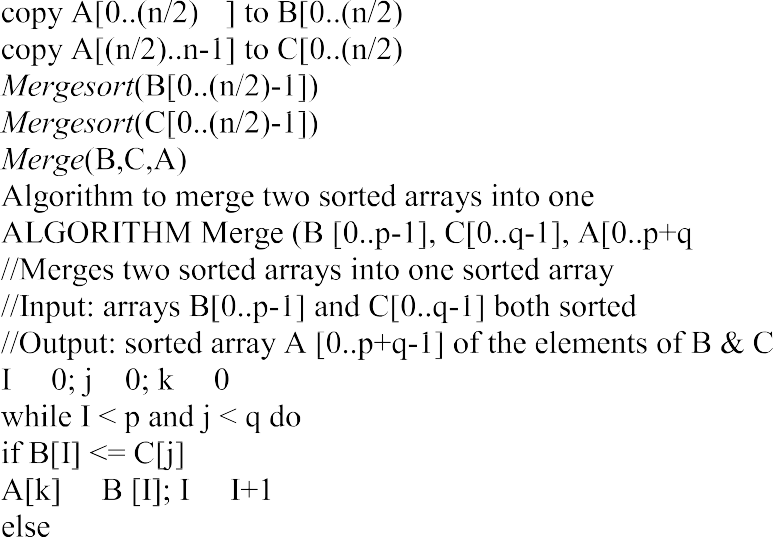 copy A[0..(n/2) ] to B[0..(n/2)
copy A[(n/2)..n-1] to C[0..(n/2)
Mergesort(B[0..(n/2)-1])
Mergesort(C[0..(n/2)-1])
Merge(B,C,A)
Algorithm to merge two sorted arrays into one
ALGORITHM Merge (B [0..p-1], C[0..q-1], A[0..p+q
//Merges two sorted arrays into one sorted array
//Input: arrays B[0..p-1] and C[0..q-1] both sorted
//Output: sorted array A [0..p+q-1] of the elements of B & C
I 0; j 0; k 0
while I < p and j < q do
if B[I] <= C[j]
A[k] B [I]; I I+1
else